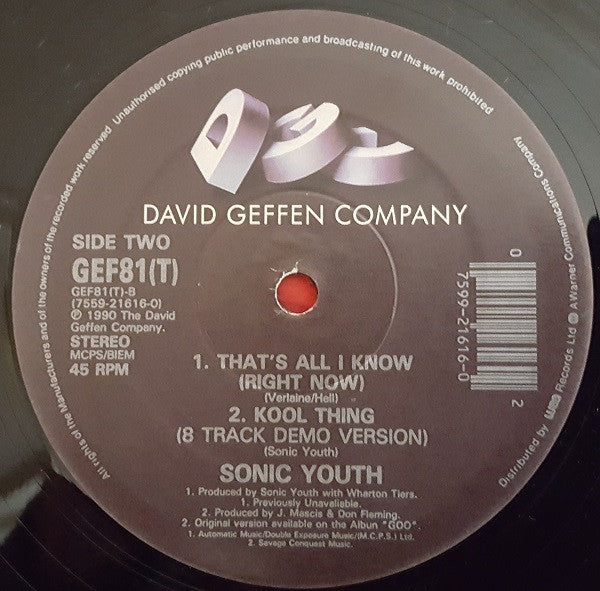 All rights of the Manufacturers and of the owners of the recorded work reserved Unauthorised copying public performance and broadcasting of this work prohibited
DGC
DAVID GEFFEN COMPANY
SIDE TWO
GEF81(T)
GEF81(T)-B
(7559-21616-0)
℗ 1990 The David
Geffen Company.
STEREO
MCPS/BIEM
45 RPM
0
7599-21616-0
2
1. THAT'S ALL I KNOW
(RIGHT NOW)
(Verlaine/Hell)
2. KOOL THING
(8 TRACK DEMO VERSION)
(Sonic Youth)
SONIC YOUTH
1. Produced by Sonic Youth with Wharton Tiers.
1. Previously Unavailable.
2. Produced by J. Mascis & Don Fleming.
2. Original version available on the Album "GOO".
1. Automatic Music/Double Exposure Music/(M.C.P.S.) Ltd.
2. Savage Conquest Music.
Distributed by wea Records Ltd. A Warner Communications Company